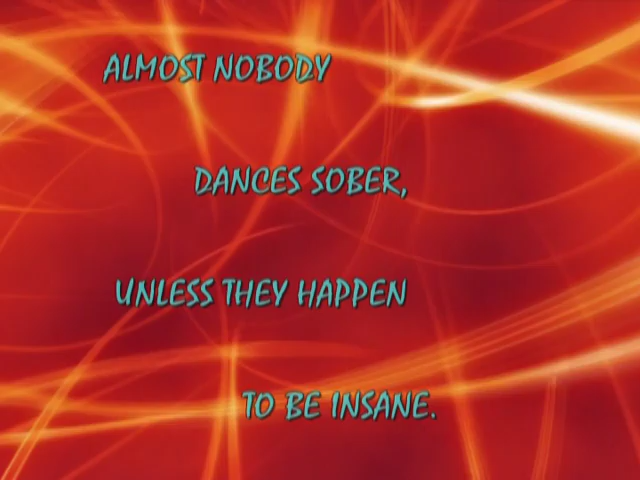 ALMOST NOBODY
DANCES SOBER,
UNLESS THEY HAPPEN
TO BE INSANE.